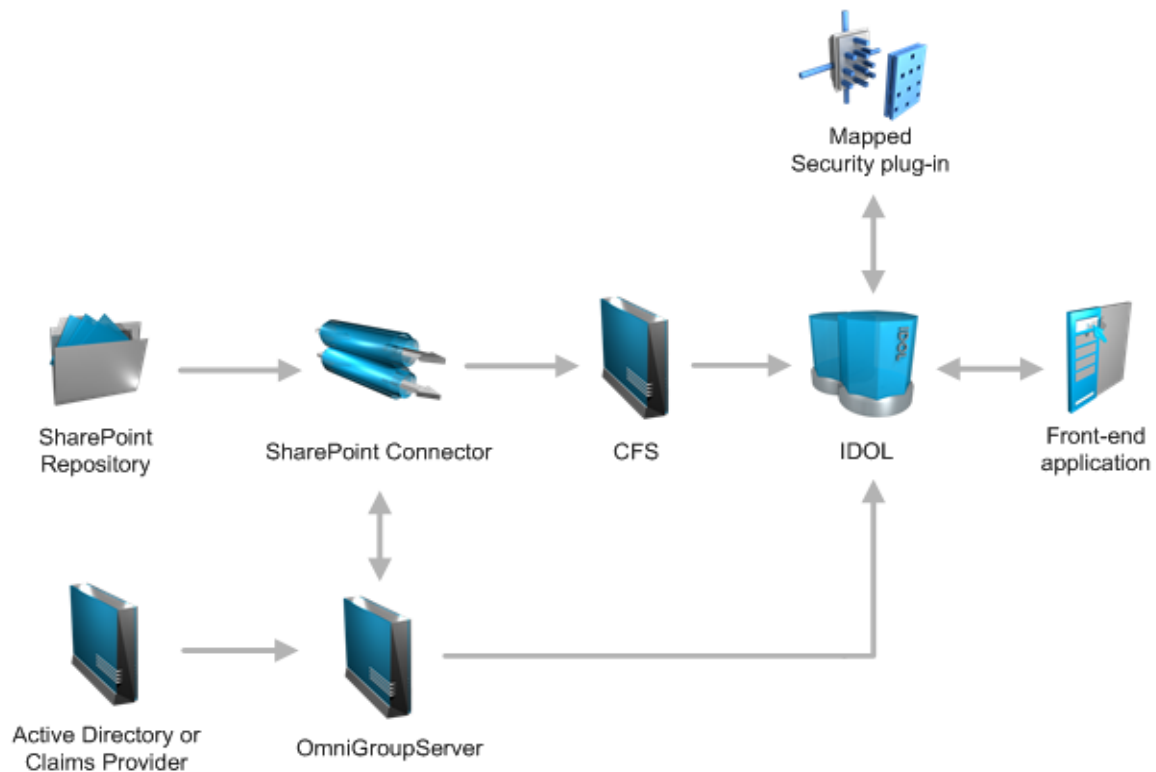 Mapped
Security plug-in
IDOL
SharePoint
Repository
SharePoint Connector
CFS
IDOL
Front-end
application
Active Directory or
Claims Provider
OmniGroupServer